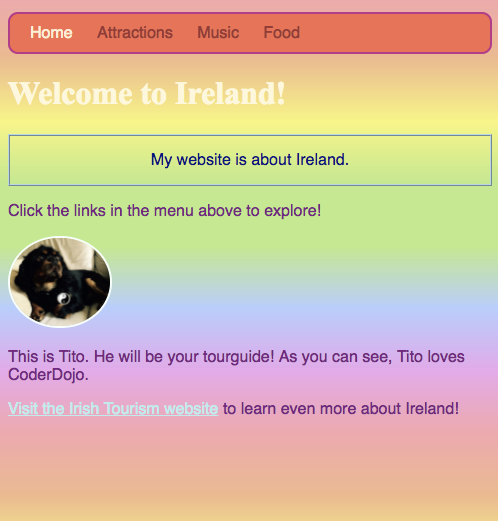 Home Attractions Music Food
Welcome to Ireland!
My website is about Ireland.
Click the links in the menu above to explore!
This is Tito. He will be your tourguide! As you can see, Tito loves
CoderDojo.
Visit the Irish Tourism website to learn even more about Ireland!